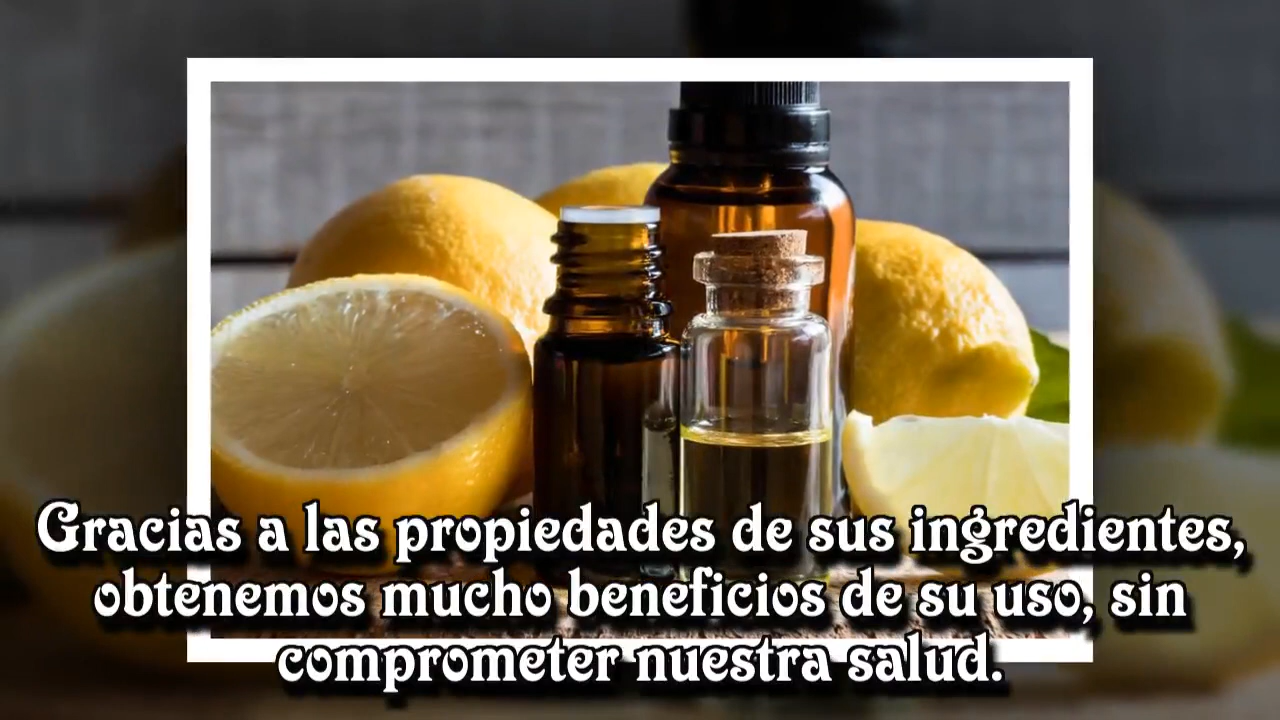 Gracias a las propiedades de sus ingredientes,
obtenemos mucho beneficios de su uso, sin
comprometer nuestra salud.